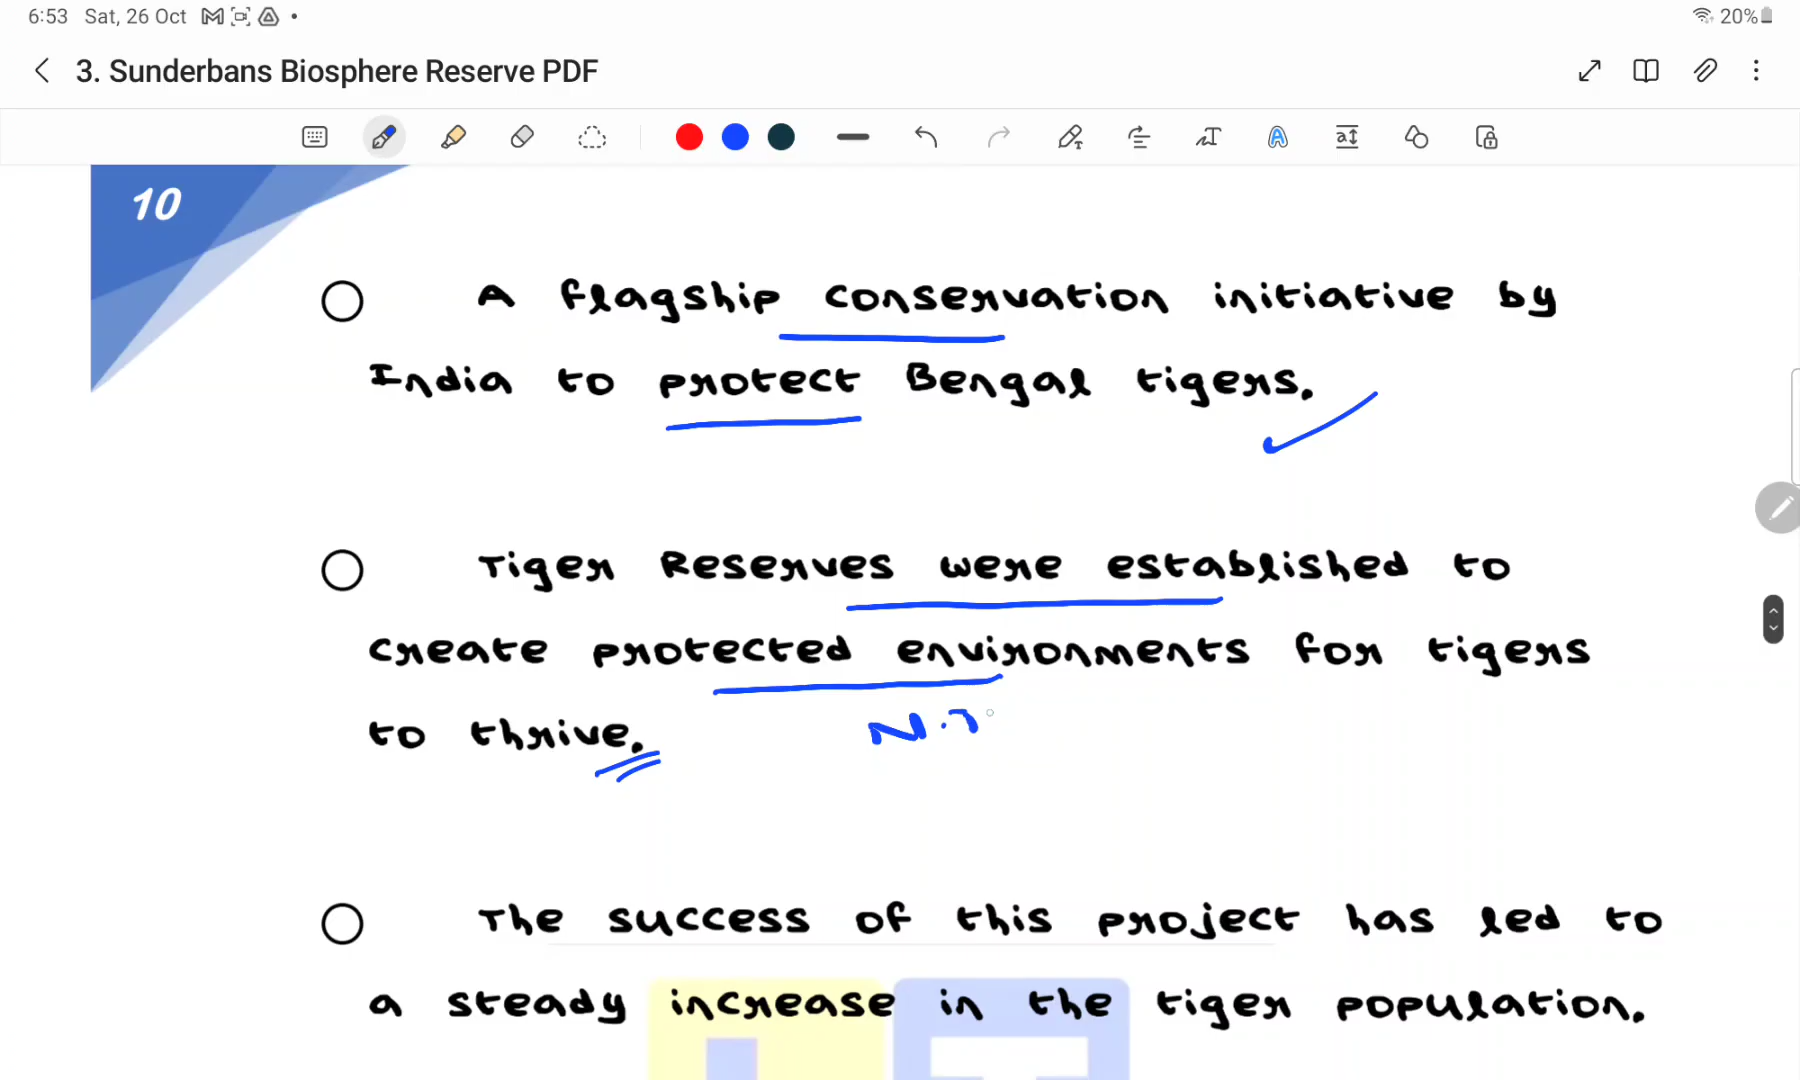 6:53 Sat, 26 Oct 20%
3. Sunderbans Biosphere Reserve PDF
10
A flagship conservation initiative by
India to protect Bengal tigers.
Tiger Reserves were established to
create protected environments for tigers
to thrive.
The success of this project has led to
a steady increase in the tiger population.